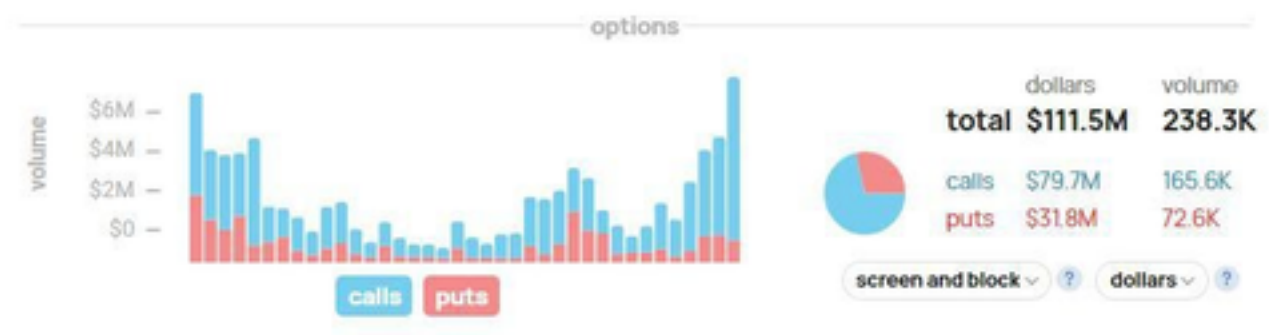 options
volume
$6M
$4M
$2M
$0
calls puts
dollars volume
total $111.5M 238.3K
calls $79.7M 165.6K
puts $31.8M 72.6K
screen and block ? dollars ?